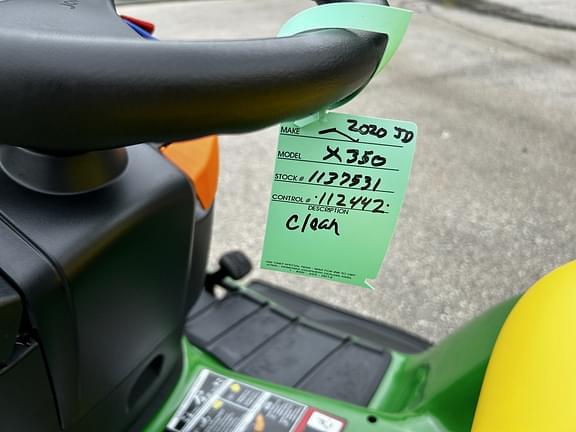 MAKE 2020 JD
MODEL X350
STOCK # 1137531
CONTROL # 112442
DESCRIPTION
Clean